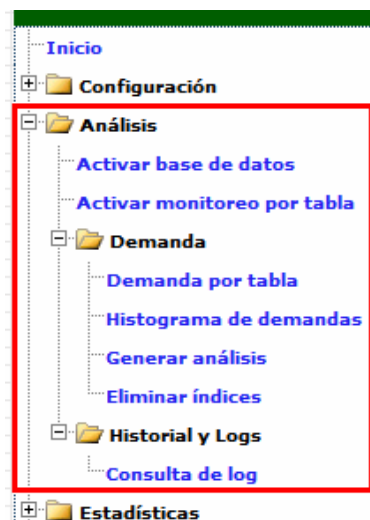 Inicio
Configuración
Análisis
Activar base de datos
Activar monitoreo por tabla
Demanda
Demanda por tabla
Histograma de demandas
Generar análisis
Eliminar índices
Historial y Logs
Consulta de log
Estadísticas